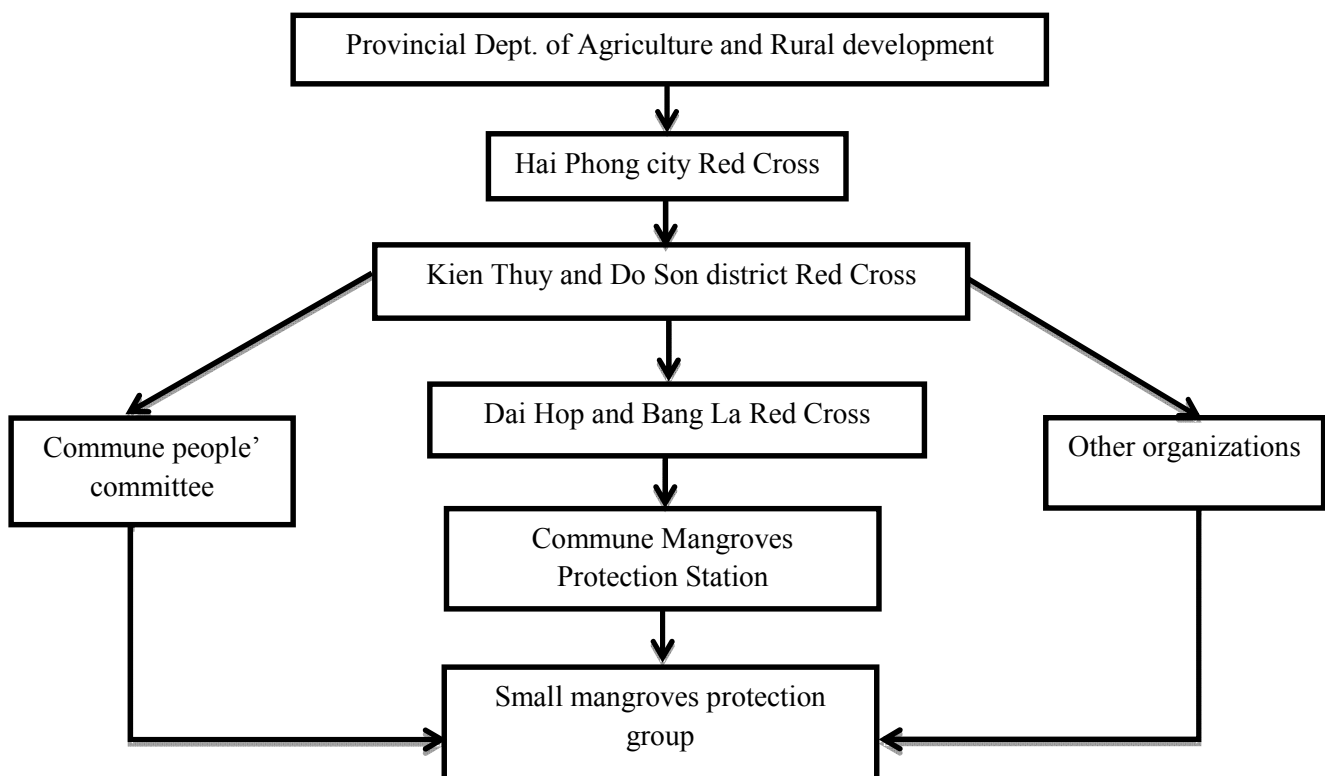 Provincial Dept. of Agriculture and Rural development
Hai Phong city Red Cross
Kien Thuy and Do Son district Red Cross
Dai Hop and Bang La Red Cross
Commune people’
committee
Other organizations
Commune Mangroves
Protection Station
Small mangroves protection
group